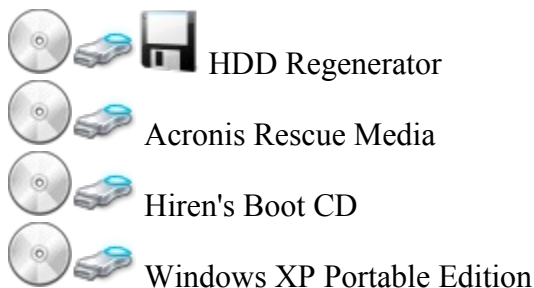 HDD Regenerator
Acronis Rescue Media
Hiren's Boot CD
Windows XP Portable Edition